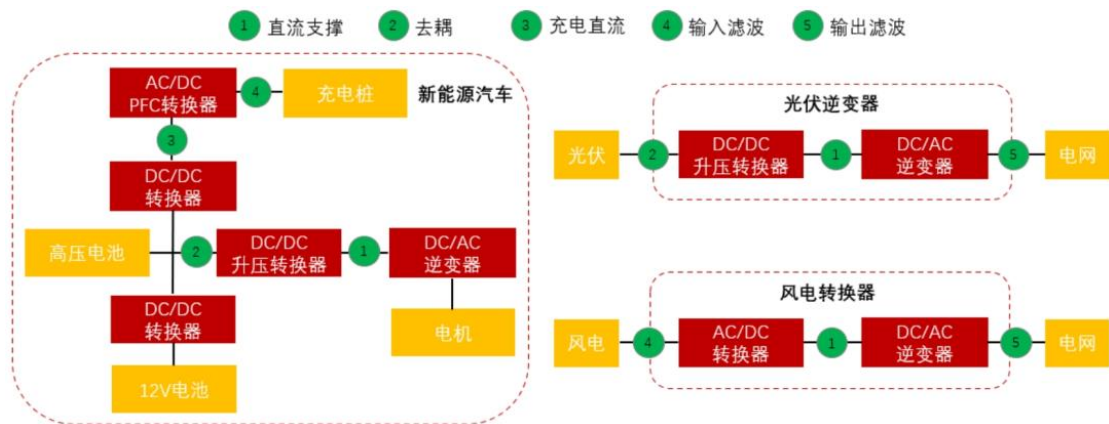 1 直流支撑 2 去耦 3 充电直流 4 输入滤波 5 输出滤波
AC/DC
PFC转换器
4
充电桩
新能源汽车
3
DC/DC
转换器
高压电池
2
DC/DC
升压转换器
1
DC/AC
逆变器
DC/DC
转换器
电机
12V电池
光伏逆变器
光伏
2
DC/DC
升压转换器
1
DC/AC
逆变器
5
电网
风电转换器
风电
4
AC/DC
转换器
1
DC/AC
逆变器
5
电网